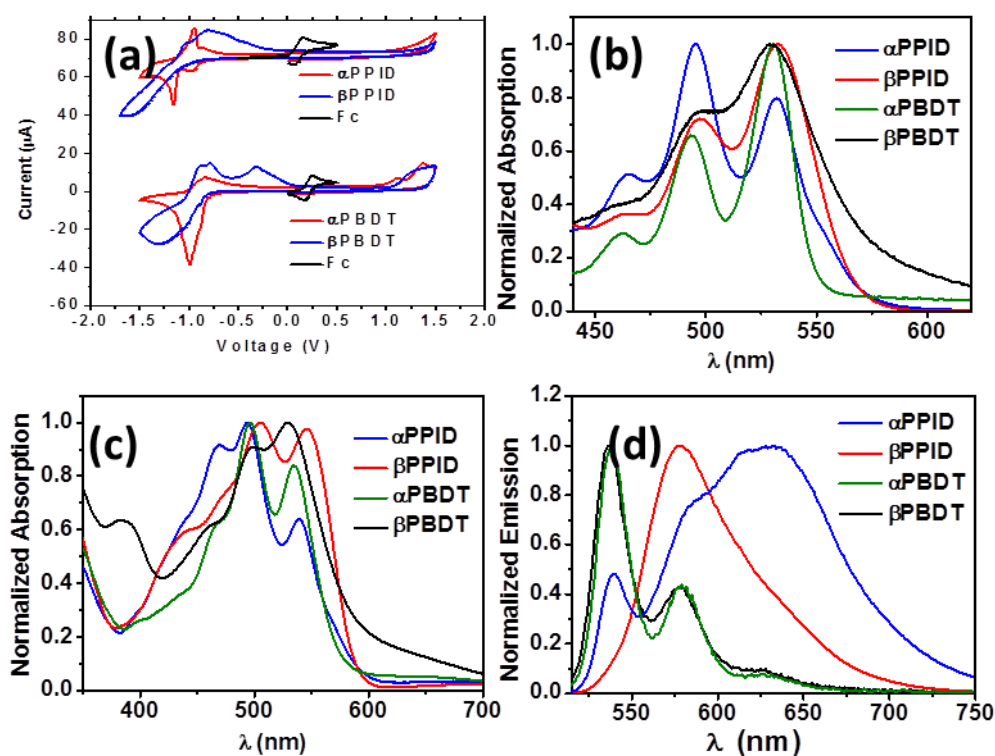 (a)
80
40
0
20
0
-20
-40
-60
-2.0 -1.5 -1.0 -0.5 0.0 0.5 1.0 1.5 2.0
Current (µA)
Voltage (V)
αPPID
βPPID
Fc
αPBDT
βPBDT
Fc
(b)
1.0
0.8
0.6
0.4
0.2
0.0
450 500 550 600
Normalized Absorption
λ (nm)
αPPID
βPPID
αPBDT
βPBDT
(c)
1.0
0.8
0.6
0.4
0.2
0.0
400 500 600 700
Normalized Absorption
λ (nm)
αPPID
βPPID
αPBDT
βPBDT
(d)
1.2
1.0
0.8
0.6
0.4
0.2
0.0
550 600 650 700 750
Normalized Emission
λ (nm)
αPPID
βPPID
αPBDT
βPBDT